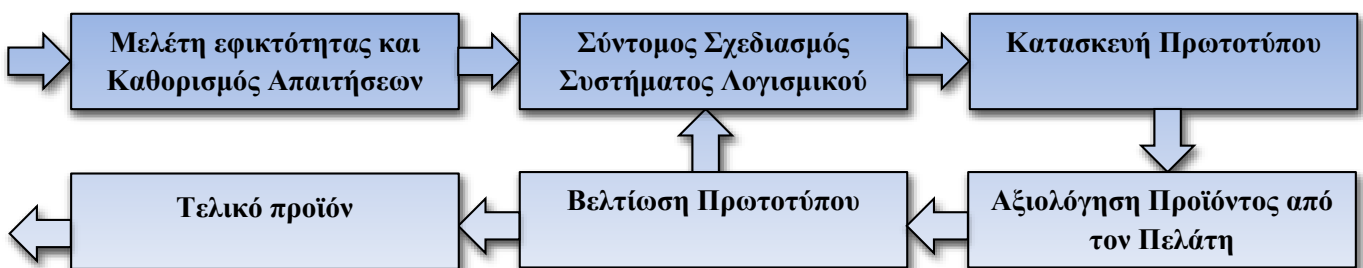 Μελέτη εφικτότητας και
Καθορισμός Απαιτήσεων
Σύντομος Σχεδιασμός
Συστήματος Λογισμικού
Κατασκευή Πρωτοτύπου
Τελικό προϊόν
Βελτίωση Πρωτοτύπου
Αξιολόγηση Προϊόντος από
τον Πελάτη